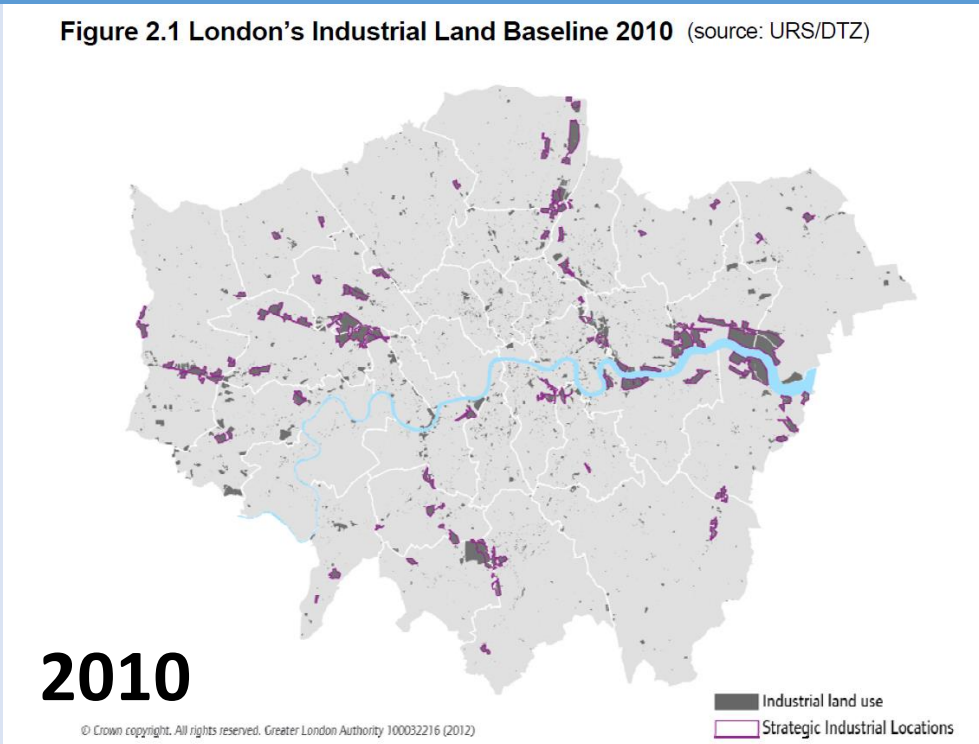 Figure 2.1 London's Industrial Land Baseline 2010 (source: URS/DTZ)
2010
Industrial land use
Strategic Industrial Locations
© Crown copyright. All rights reserved. Greater London Authority 100032216 (2012)